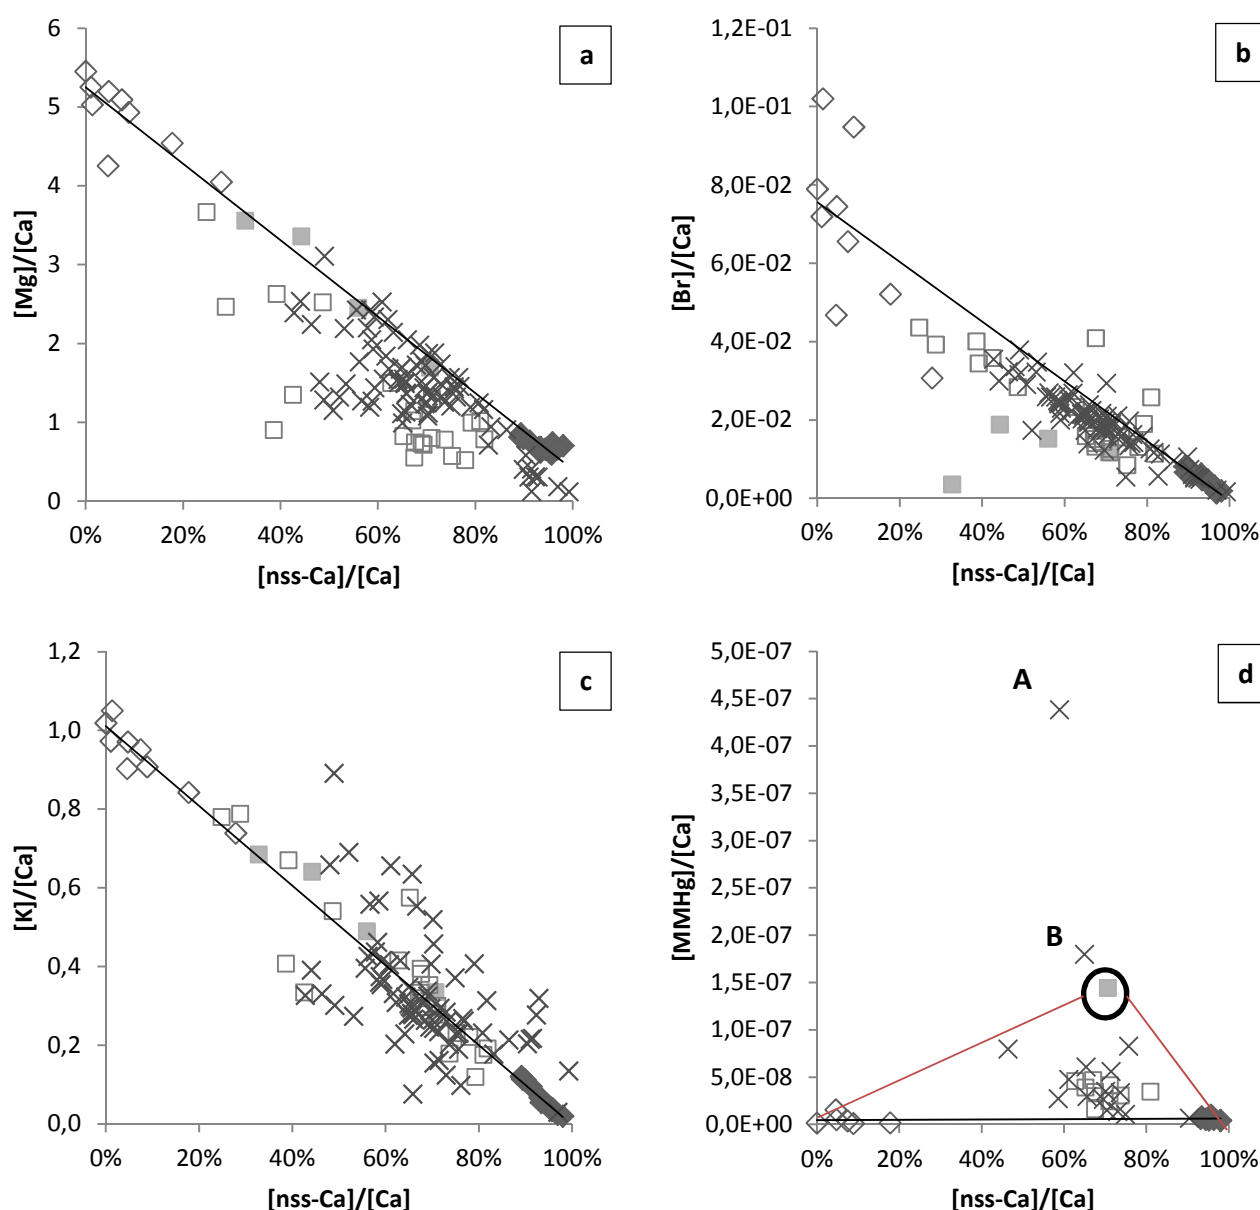 a
[Mg]/[Ca]
6
5
4
3
2
1
0
0% 20% 40% 60% 80% 100%
[nss-Ca]/[Ca]
b
[Br]/[Ca]
1,2E-01
1,0E-01
8,0E-02
6,0E-02
4,0E-02
2,0E-02
0,0E+00
0% 20% 40% 60% 80% 100%
[nss-Ca]/[Ca]
c
[K]/[Ca]
1,2
1,0
0,8
0,6
0,4
0,2
0,0
0% 20% 40% 60% 80% 100%
[nss-Ca]/[Ca]
d
[MMHg]/[Ca]
5,0E-07
4,5E-07
4,0E-07
3,5E-07
3,0E-07
2,5E-07
2,0E-07
1,5E-07
1,0E-07
5,0E-08
0,0E+00
A
B
0% 20% 40% 60% 80% 100%
[nss-Ca]/[Ca]